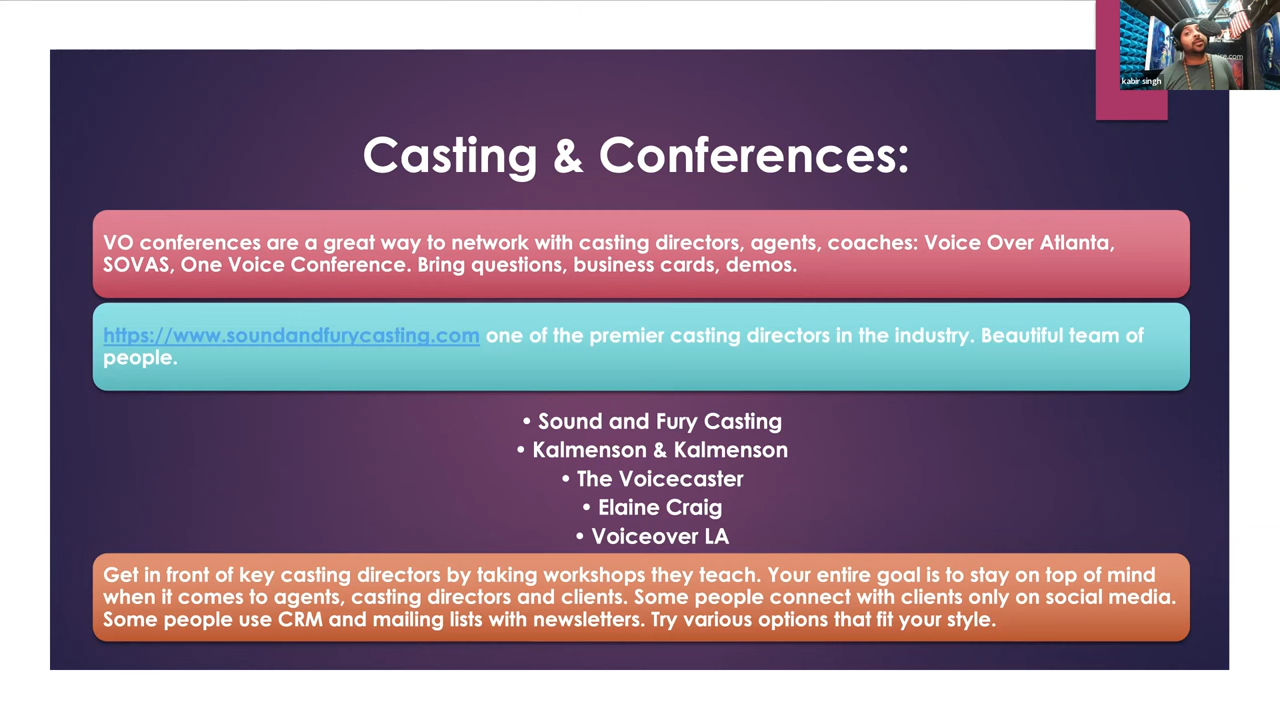 kabir singh
Casting & Conferences:
VO conferences are a great way to network with casting directors, agents, coaches: Voice Over Atlanta,
SOVAS, One Voice Conference. Bring questions, business cards, demos.
https://www.soundandfurycasting.com one of the premier casting directors in the industry. Beautiful team of
people.
• Sound and Fury Casting
• Kalmenson & Kalmenson
• The Voicecaster
• Elaine Craig
• Voiceover LA
Get in front of key casting directors by taking workshops they teach. Your entire goal is to stay on top of mind
when it comes to agents, casting directors and clients. Some people connect with clients only on social media.
Some people use CRM and mailing lists with newsletters. Try various options that fit your style.